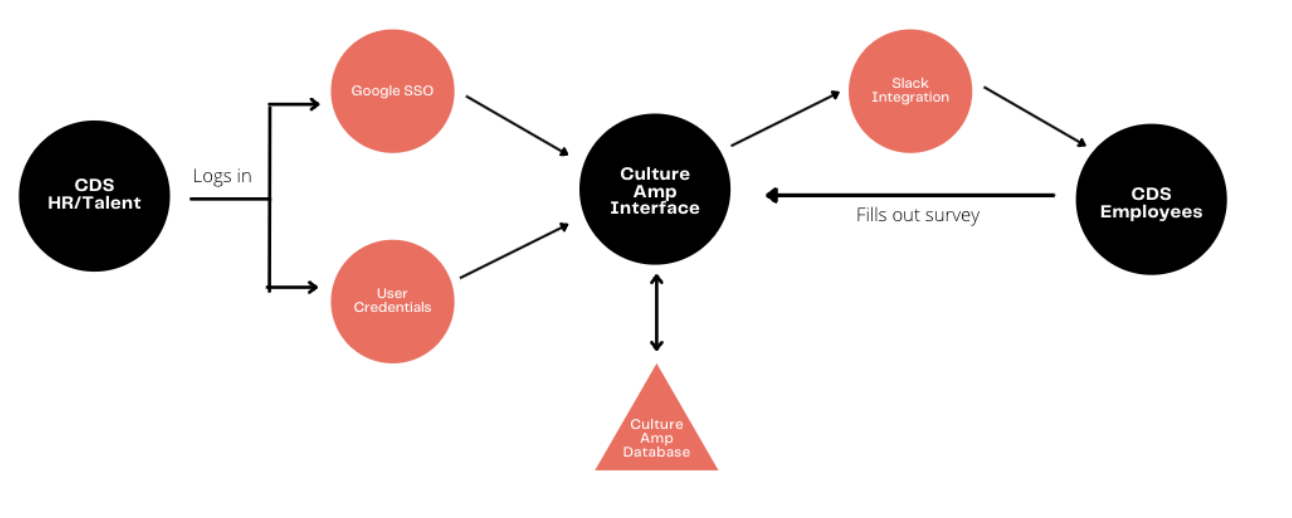 CDS
HR/Talent
Logs in
Google SSO
User
Credentials
Culture
Amp
Interface
Culture
Amp
Database
Slack
Integration
Fills out survey
CDS
Employees